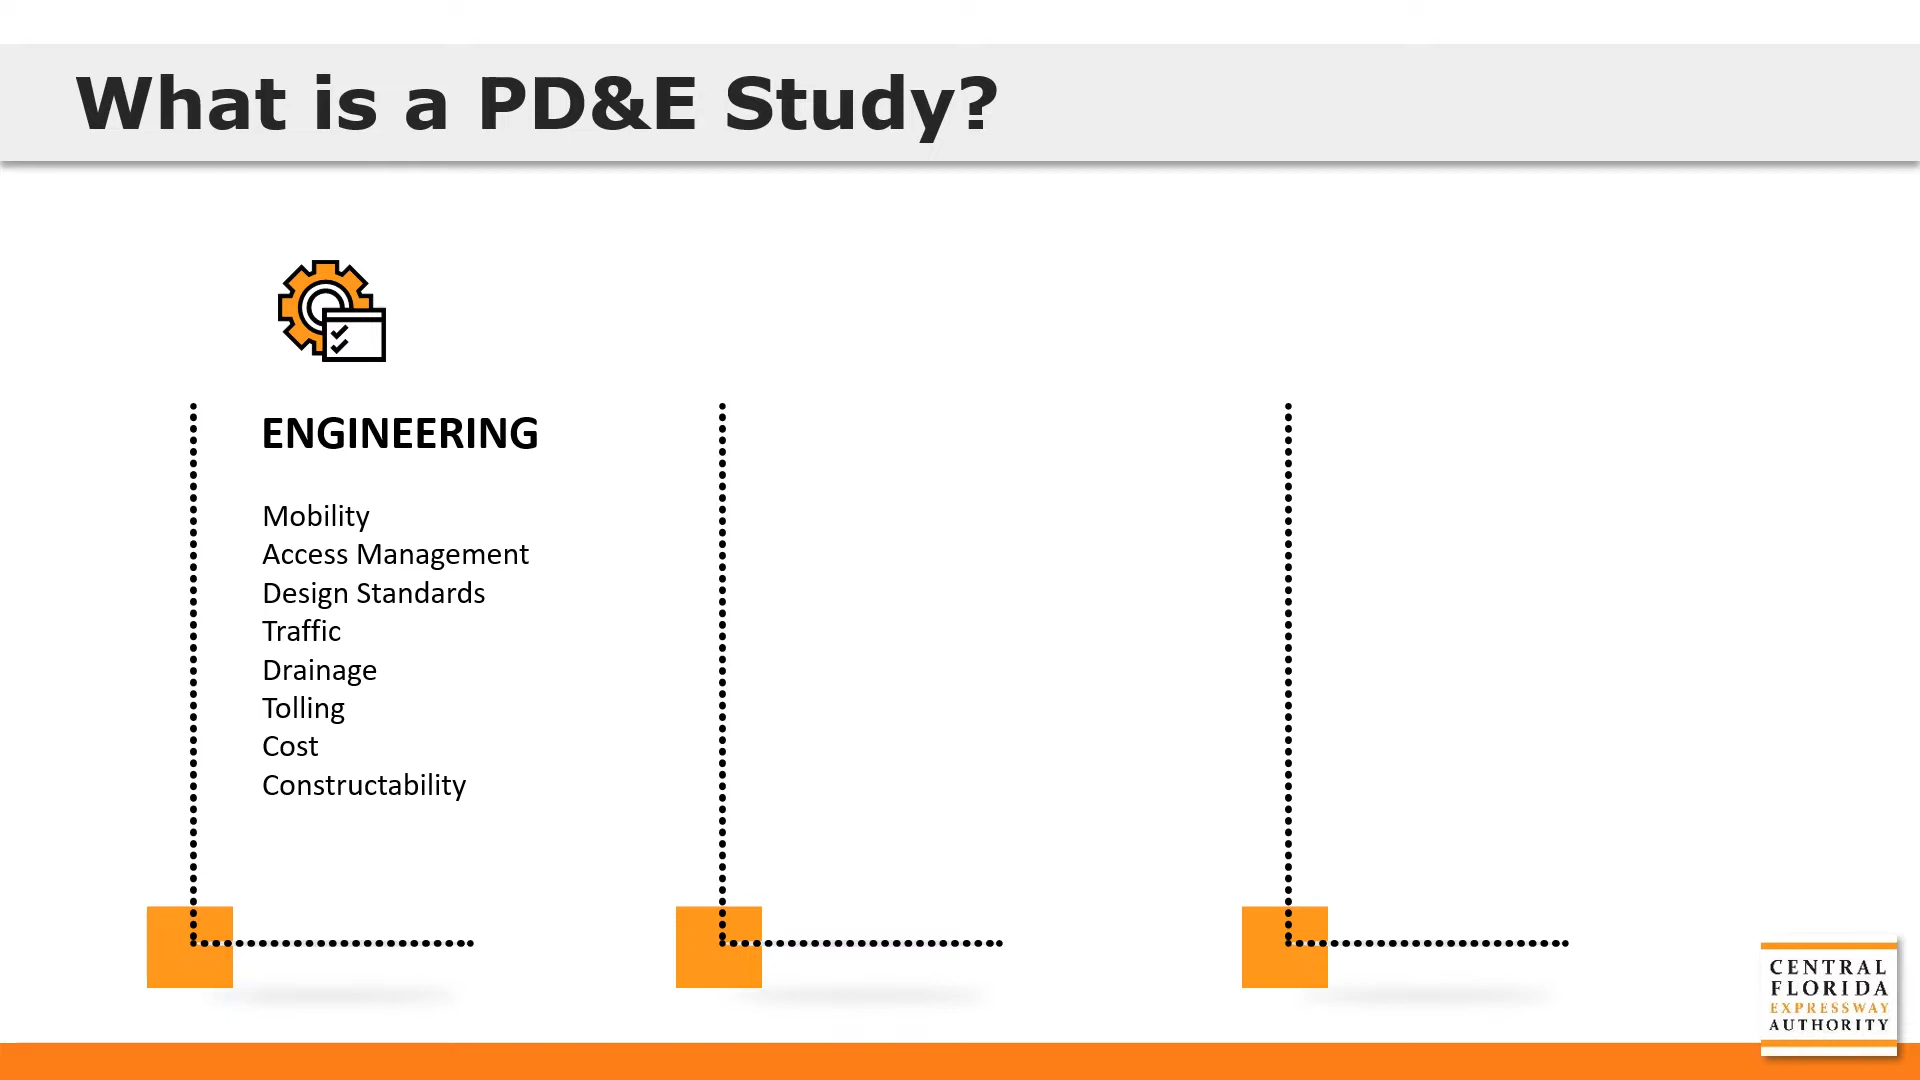 What is a PD&E Study?
ENGINEERING
Mobility
Access Management
Design Standards
Traffic
Drainage
Tolling
Cost
Constructability
CENTRAL
FLORIDA
EXPRESSWAY
AUTHORITY